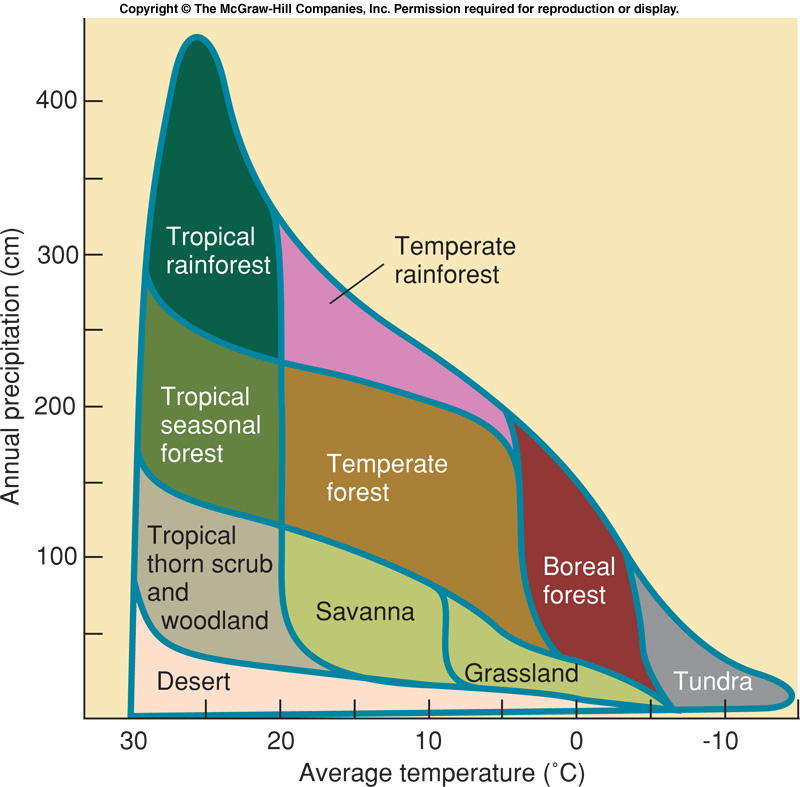 Copyright © The McGraw-Hill Companies, Inc. Permission required for reproduction or display.
Annual precipitation (cm)
400
300
200
100
Tropical
rainforest
Temperate
rainforest
Tropical
seasonal
forest
Temperate
forest
Tropical
thorn scrub
and
woodland
Savanna
Boreal
forest
Desert
Grassland
Tundra
30
20
10
0
-10
Average temperature (˚C)